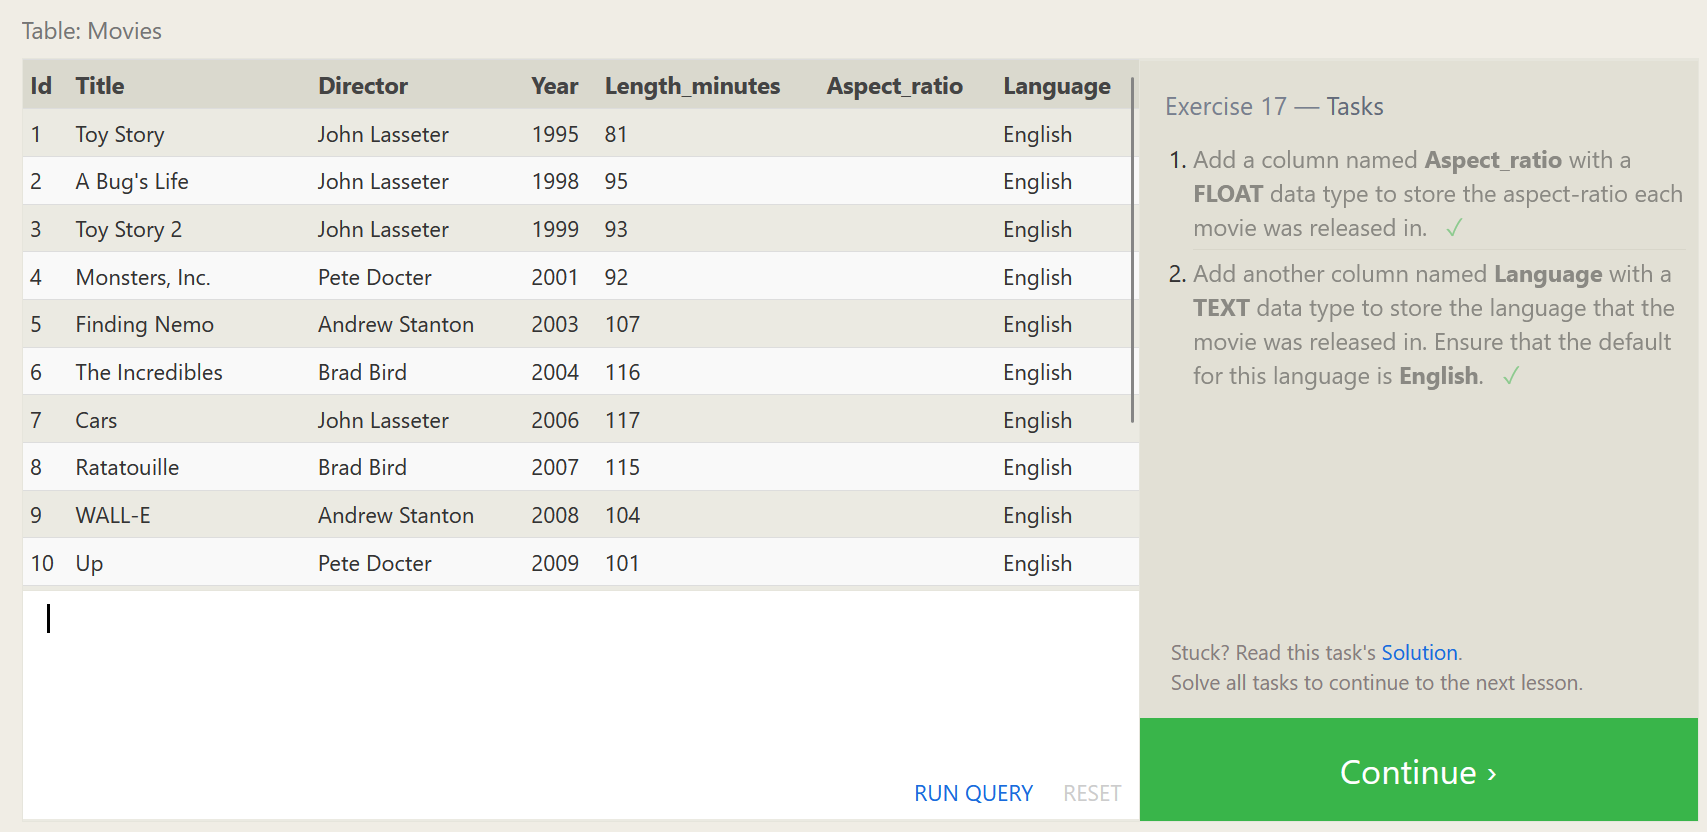 Table: Movies
Id Title Director Year Length_minutes Aspect_ratio Language
1 Toy Story John Lasseter 1995 81 English
2 A Bug's Life John Lasseter 1998 95 English
3 Toy Story 2 John Lasseter 1999 93 English
4 Monsters, Inc. Pete Docter 2001 92 English
5 Finding Nemo Andrew Stanton 2003 107 English
6 The Incredibles Brad Bird 2004 116 English
7 Cars John Lasseter 2006 117 English
8 Ratatouille Brad Bird 2007 115 English
9 WALL-E Andrew Stanton 2008 104 English
10 Up Pete Docter 2009 101 English
RUN QUERY RESET
Exercise 17 — Tasks
1. Add a column named Aspect_ratio with a
FLOAT data type to store the aspect-ratio each
movie was released in. ✓
2. Add another column named Language with a
TEXT data type to store the language that the
movie was released in. Ensure that the default
for this language is English. ✓
Stuck? Read this task's Solution.
Solve all tasks to continue to the next lesson.
Continue ›